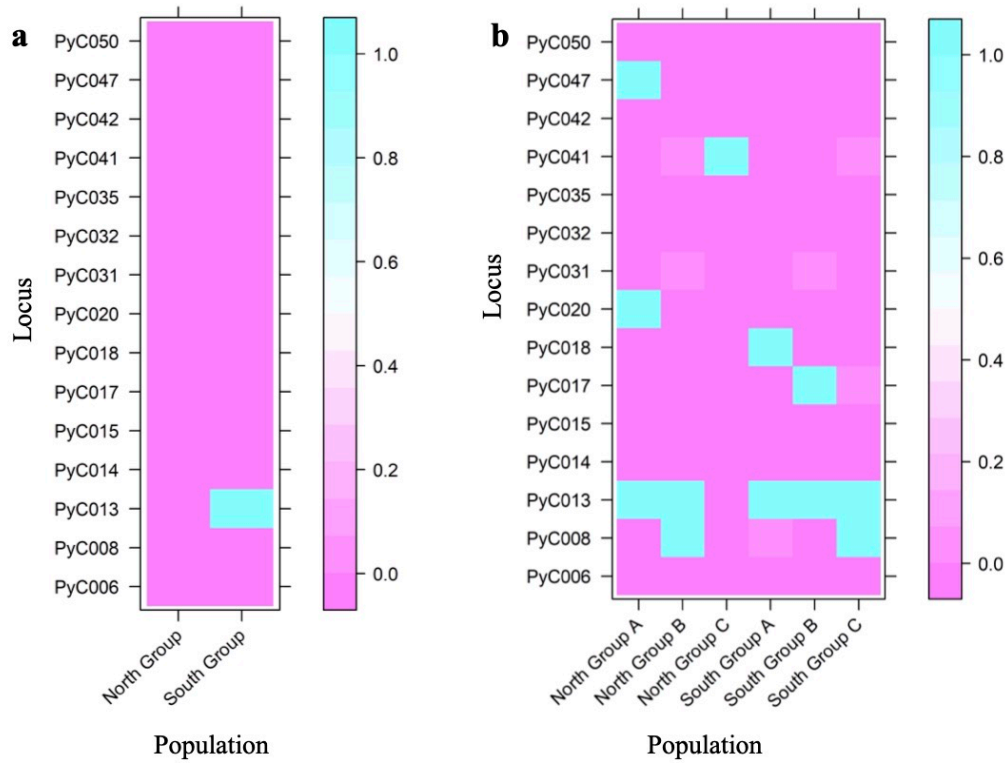 a
PyC050
PyC047
PyC042
PyC041
PyC035
PyC032
PyC031
PyC020
PyC018
PyC017
PyC015
PyC014
PyC013
PyC008
PyC006
Locus
North Group
South Group
Population
1.0
0.8
0.6
0.4
0.2
0.0
b
PyC050
PyC047
PyC042
PyC041
PyC035
PyC032
PyC031
PyC020
PyC018
PyC017
PyC015
PyC014
PyC013
PyC008
PyC006
Locus
North Group A
North Group B
North Group C
South Group A
South Group B
South Group C
Population
1.0
0.8
0.6
0.4
0.2
0.0